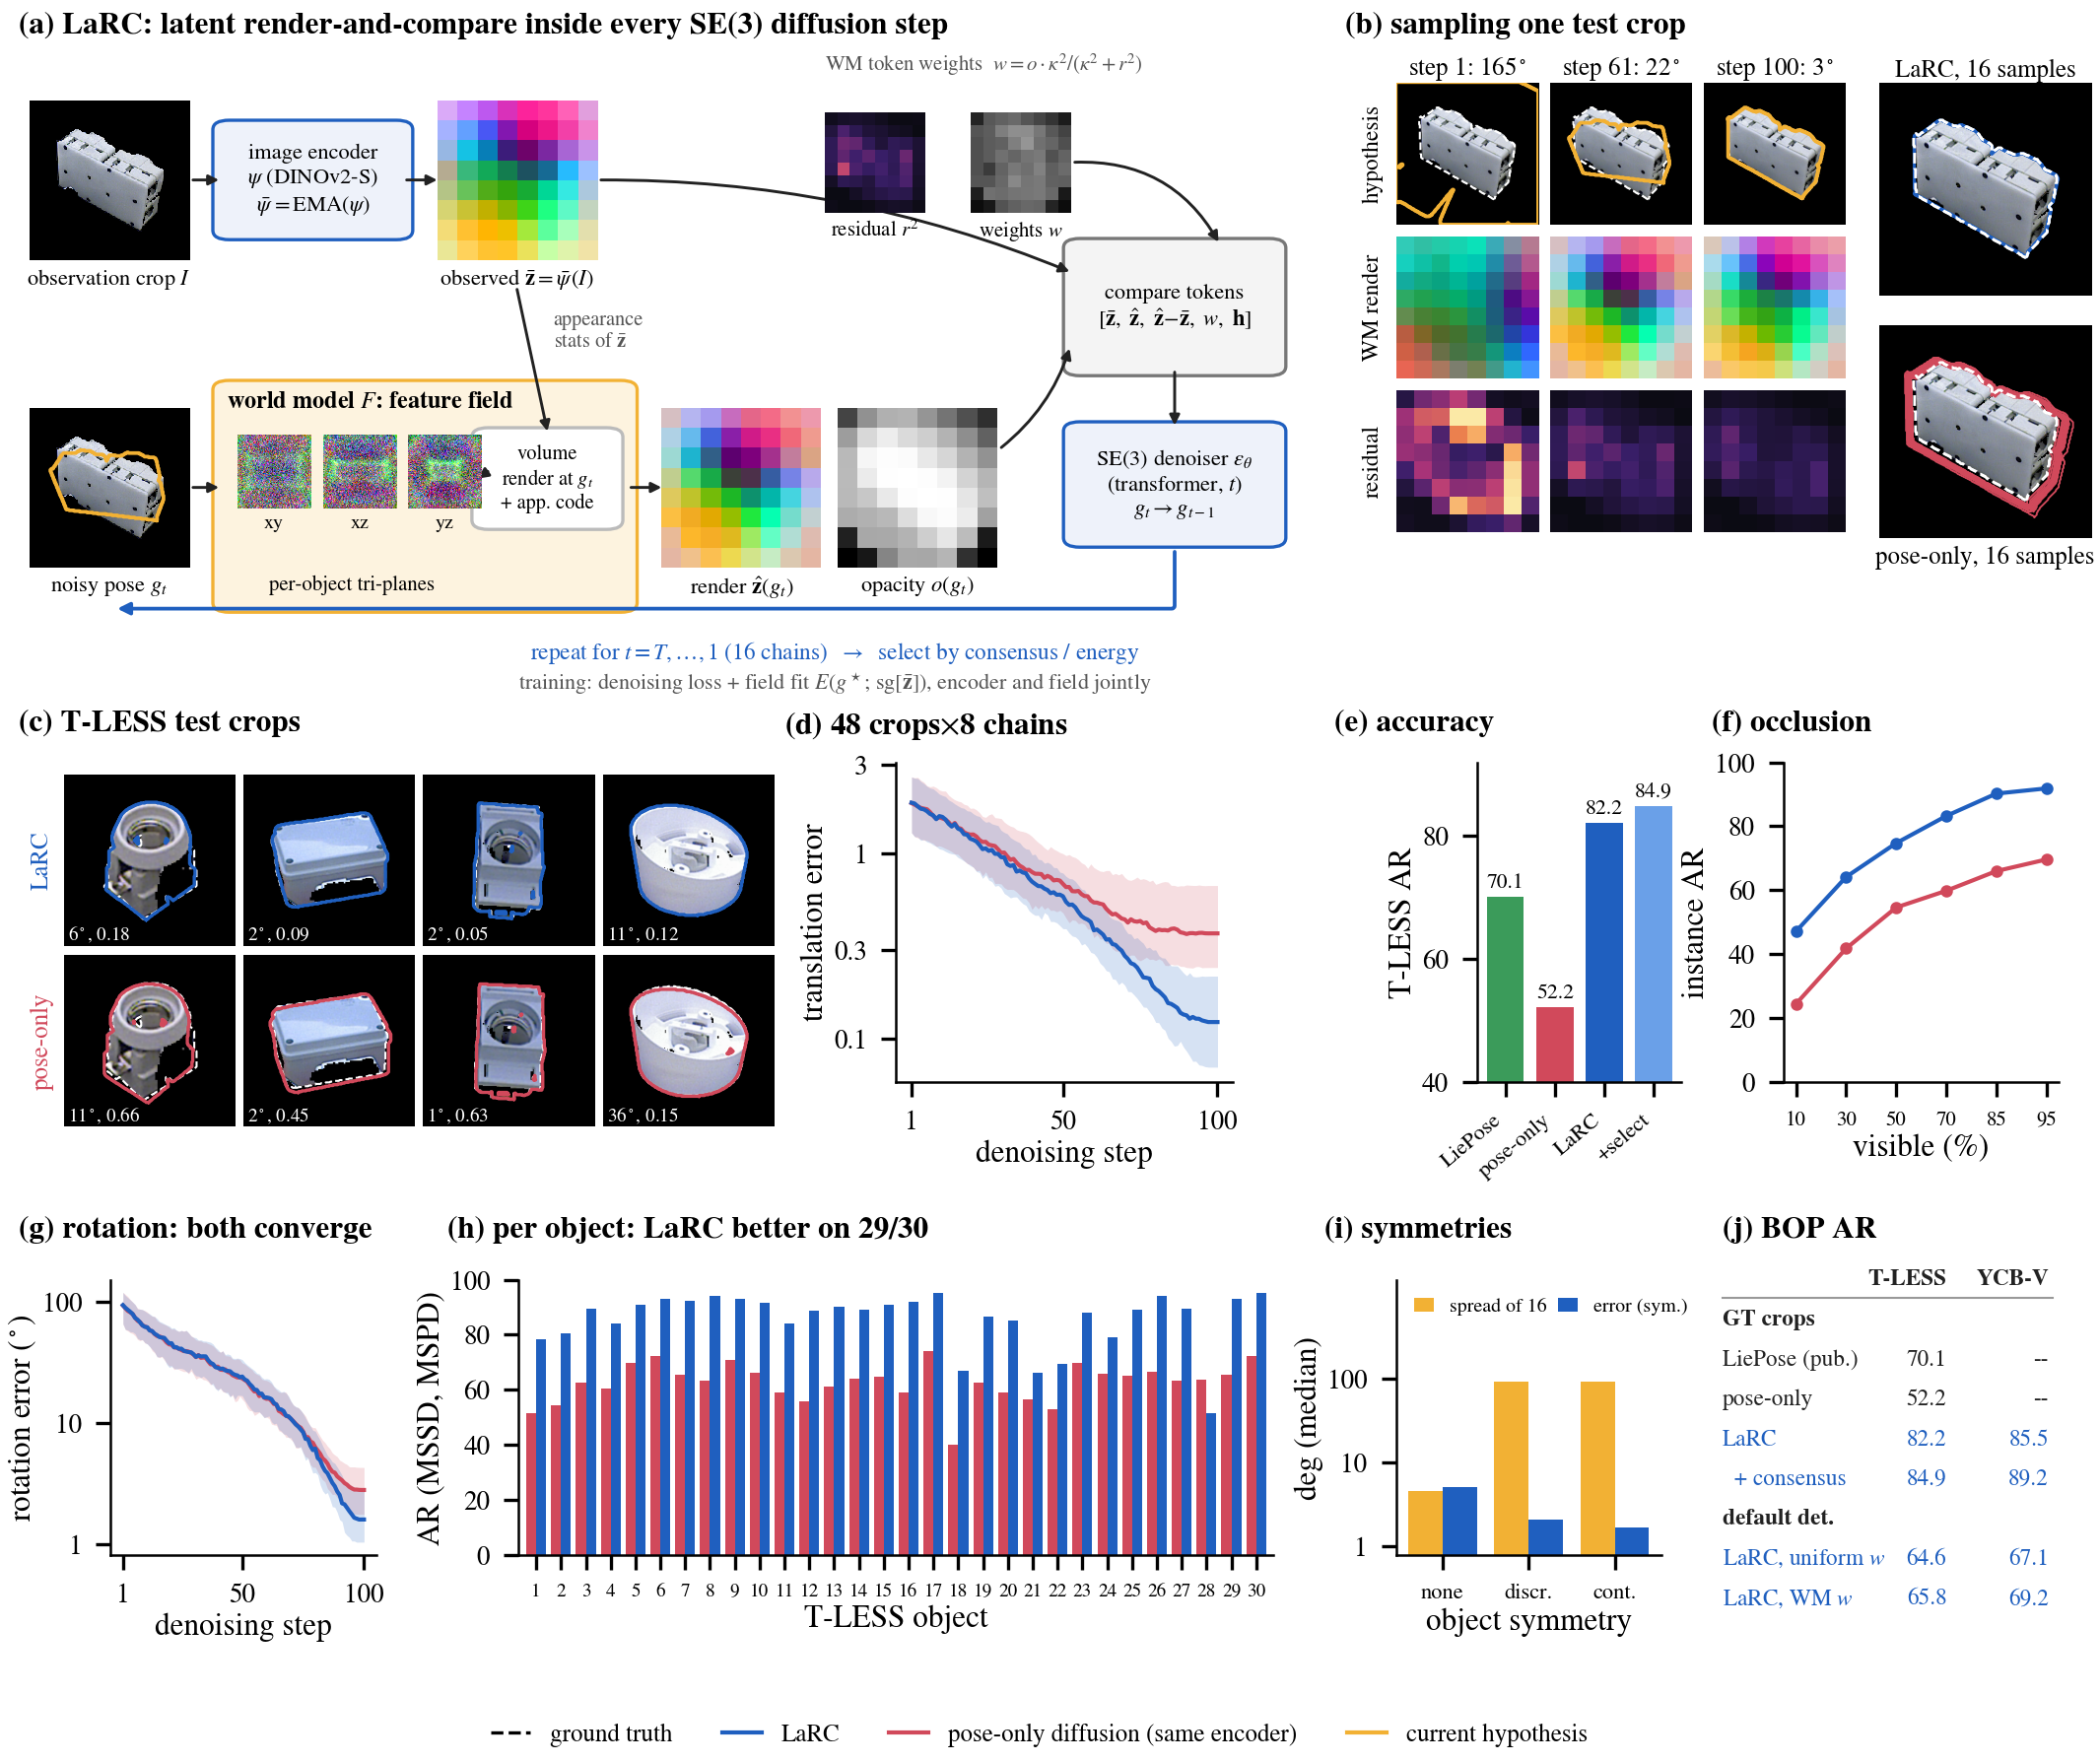 (a) LaRC: latent render-and-compare inside every SE(3) diffusion step
WM token weights w = o · κ²/(κ² + r²)
observation crop I
image encoder
ψ (DINOv2-S)
ψ̄ = EMA(ψ)
observed z̄ = ψ̄(I)
residual r²
weights w
appearance
stats of z̄
compare tokens
[z̄, ẑ, ẑ−z̄, w, h]
noisy pose gₜ
world model F: feature field
xy
xz
yz
volume
render at gₜ
+ app. code
per-object tri-planes
render ẑ(gₜ)
opacity o(gₜ)
SE(3) denoiser ε_θ
(transformer, t)
gₜ → gₜ₋₁
repeat for t = T, …, 1 (16 chains) → select by consensus / energy
training: denoising loss + field fit E(g⋆; sg[z̄]), encoder and field jointly
(b) sampling one test crop
step 1: 165°
step 61: 22°
step 100: 3°
LaRC, 16 samples
hypothesis
WM render
residual
pose-only, 16 samples
(c) T-LESS test crops
LaRC
6°, 0.18
2°, 0.09
2°, 0.05
11°, 0.12
pose-only
11°, 0.66
2°, 0.45
1°, 0.63
36°, 0.15
(d) 48 crops×8 chains
translation error
3
1
0.3
0.1
1
50
100
denoising step
(e) accuracy
T-LESS AR
80
60
40
70.1
52.2
82.2
84.9
LiePose
pose-only
LaRC
+select
(f) occlusion
instance AR
100
80
60
40
20
0
10
30
50
70
85
95
visible (%)
(g) rotation: both converge
rotation error (°)
100
10
1
1
50
100
denoising step
(h) per object: LaRC better on 29/30
AR (MSSD, MSPD)
100
80
60
40
20
0
1 2 3 4 5 6 7 8 9 10 11 12 13 14 15 16 17 18 19 20 21 22 23 24 25 26 27 28 29 30
T-LESS object
(i) symmetries
spread of 16
error (sym.)
deg (median)
100
10
1
none
discr.
cont.
object symmetry
(j) BOP AR
T-LESS YCB-V
GT crops
LiePose (pub.) 70.1 --
pose-only 52.2 --
LaRC 82.2 85.5
+ consensus 84.9 89.2
default det.
LaRC, uniform w 64.6 67.1
LaRC, WM w 65.8 69.2
ground truth
LaRC
pose-only diffusion (same encoder)
current hypothesis